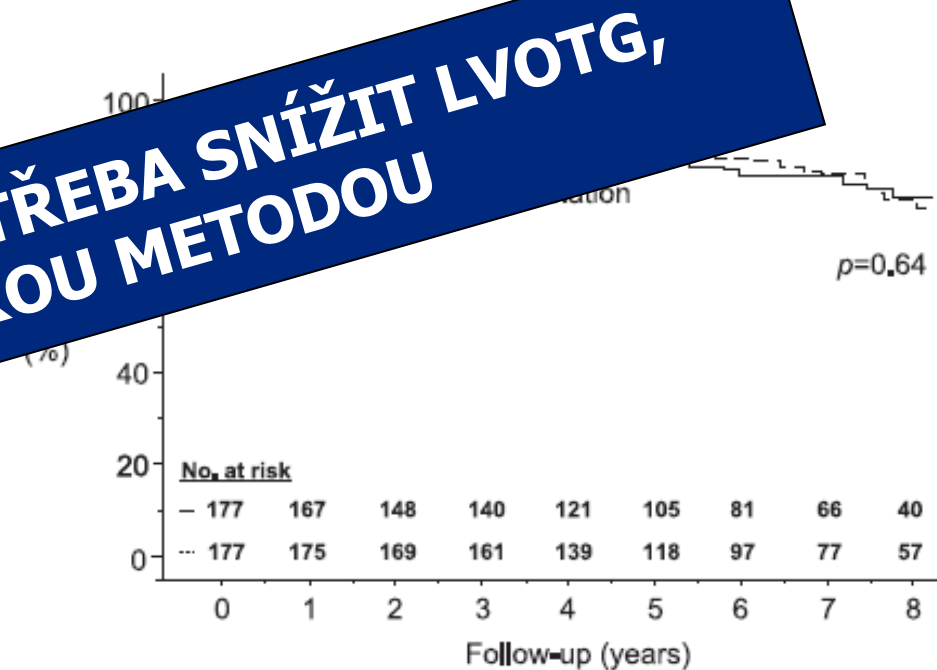 TŘEBA SNÍŽIT LVOTG,
KOU METODOU
100
ation
p=0.64
(%)
40
20
No. at risk
– 177 167 148 140 121 105 81 66 40
--- 177 175 169 161 139 118 97 77 57
0
0 1 2 3 4 5 6 7 8
Follow-up (years)